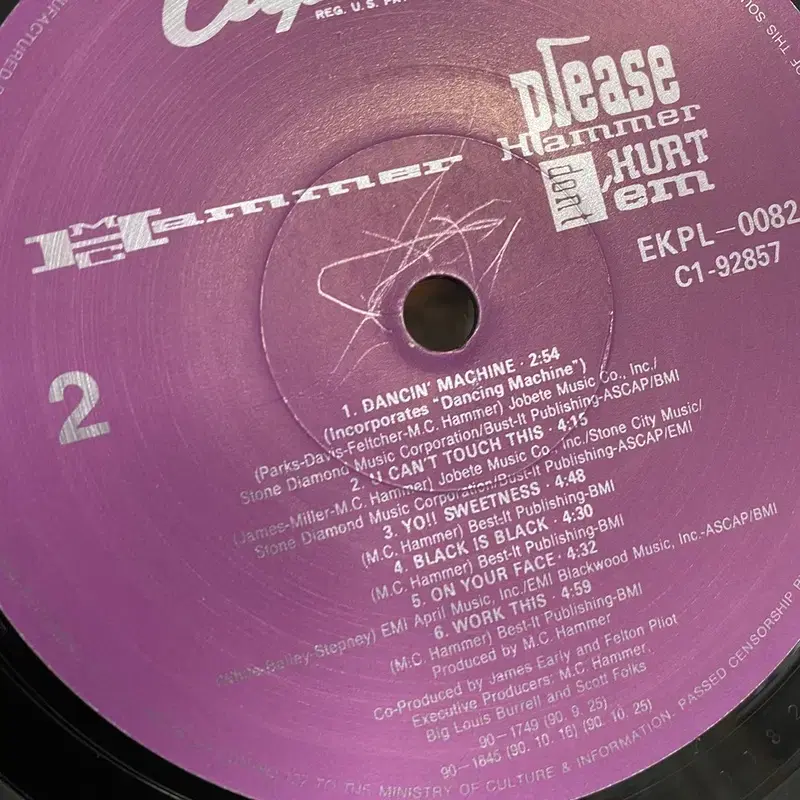 REG. U.S. PAT
please
Hammer
don't
HURT
'em
MC
Hammer
EKPL-0082
C1-92857
2
1. DANCIN' MACHINE · 2:54
(Incorporates "Dancing Machine")
(Parks-Davis-Feltcher-M.C. Hammer) Jobete Music Co., Inc./
Stone Diamond Music Corporation/Bust-It Publishing-ASCAP/BMI
2. I CAN'T TOUCH THIS · 4:15
(James-Miller-M.C. Hammer) Jobete Music Co., Inc./Stone City Music/
Stone Diamond Music Corporation/Bust-It Publishing-ASCAP/EMI
3. YO!! SWEETNESS · 4:48
(M.C. Hammer) Best-It Publishing-BMI
4. BLACK IS BLACK · 4:30
(M.C. Hammer) Best-It Publishing-BMI
5. ON YOUR FACE · 4:32
(White-Bailey-Stepney) EMI April Music, Inc./EMI Blackwood Music, Inc.-ASCAP/BMI
6. WORK THIS · 4:59
(M.C. Hammer) Best-It Publishing-BMI
Produced by M.C. Hammer
Co-Produced by James Early and Felton Pliot
Executive Producers: M.C. Hammer,
Big Louis Burrell and Scott Folks
90-1749 (90. 9. 25)
90-1645 (90. 10. 16) (90. 10. 25)
TO THE MINISTRY OF CULTURE & INFORMATION. PASSED CENSORSHIP B
OF THIS SOU